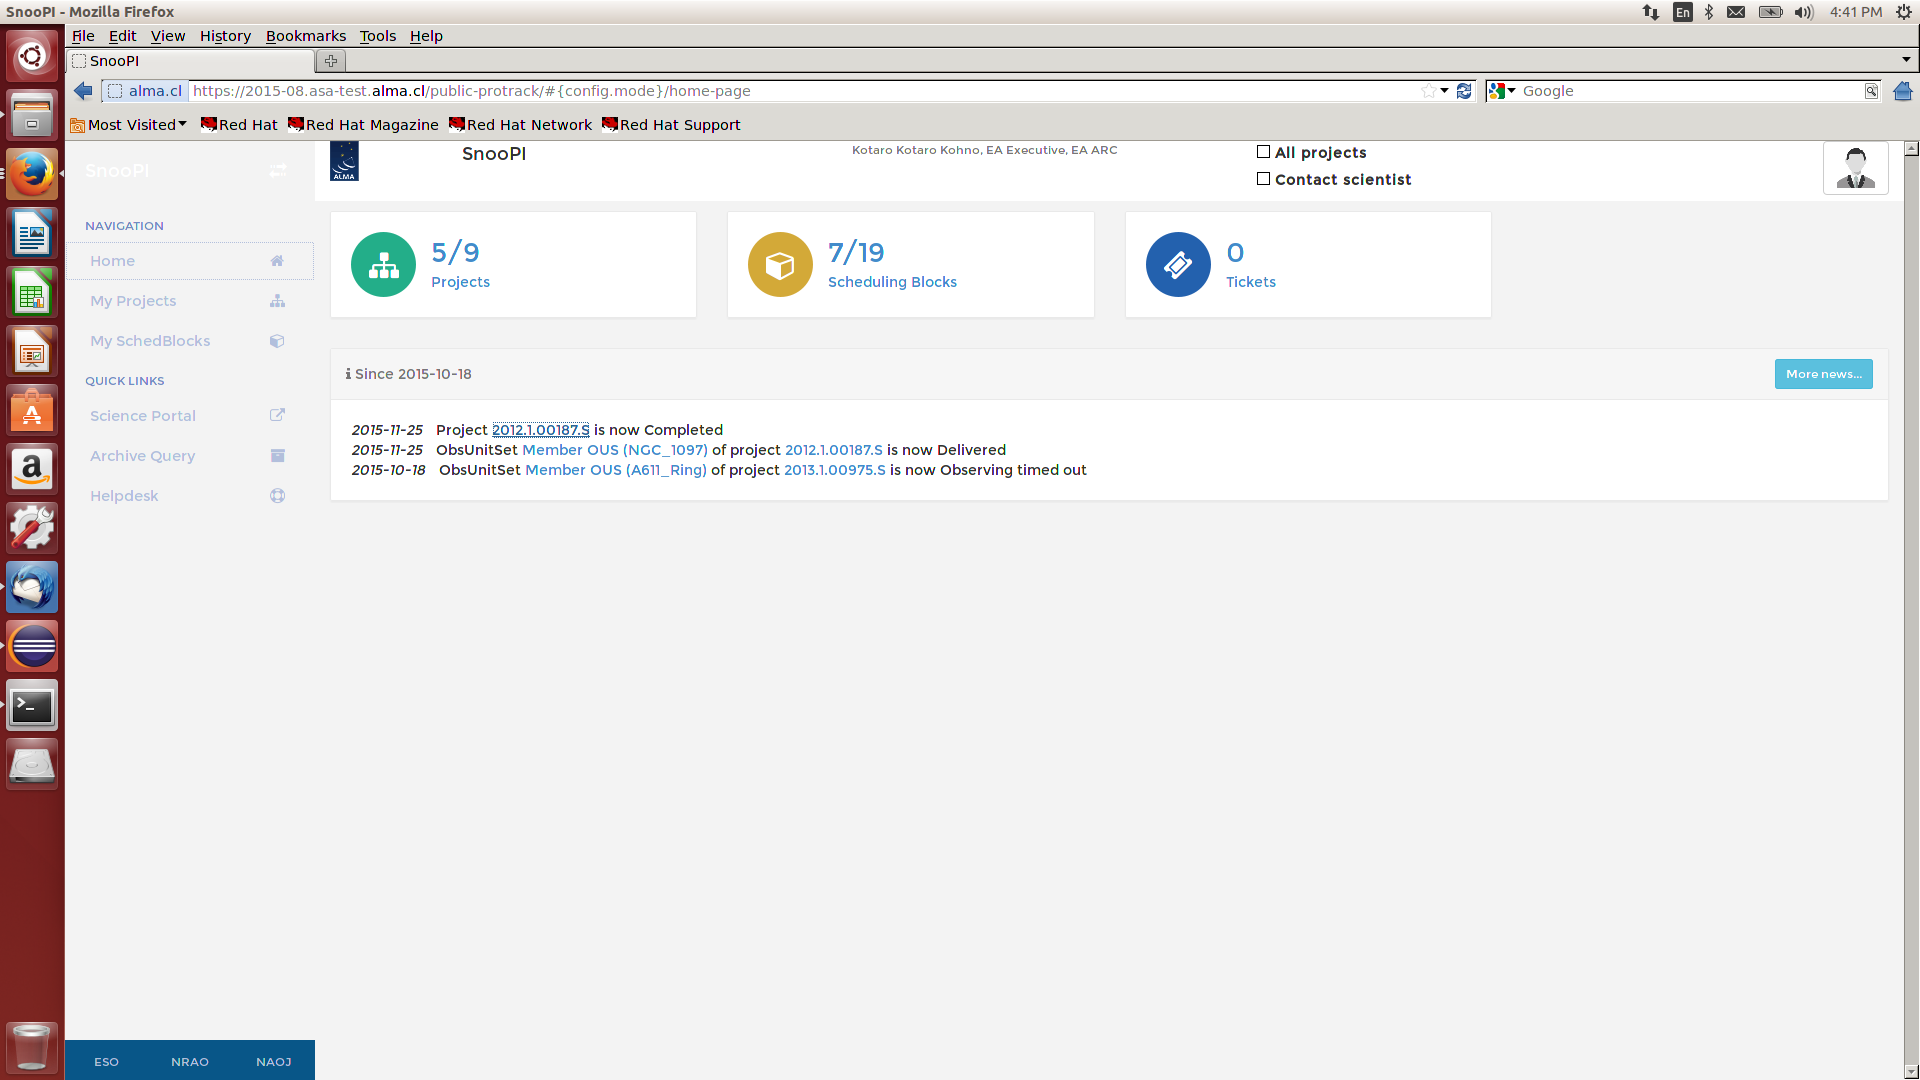 SnooPI - Mozilla Firefox
En
4:41 PM
File Edit View History Bookmarks Tools Help
SnooPI
alma.cl https://2015-08.asa-test.alma.cl/public-protrack/#{config.mode}/home-page
Google
Most Visited Red Hat Red Hat Magazine Red Hat Network Red Hat Support
SnooPI
ALMA
SnooPI
Kotaro Kotaro Kohno, EA Executive, EA ARC
All projects
Contact scientist
NAVIGATION
Home
My Projects
My SchedBlocks
QUICK LINKS
Science Portal
Archive Query
Helpdesk
5/9
Projects
7/19
Scheduling Blocks
0
Tickets
Since 2015-10-18
More news...
2015-11-25 Project 2012.1.00187.S is now Completed
2015-11-25 ObsUnitSet Member OUS (NGC_1097) of project 2012.1.00187.S is now Delivered
2015-10-18 ObsUnitSet Member OUS (A611_Ring) of project 2013.1.00975.S is now Observing timed out
ESO NRAO NAOJ